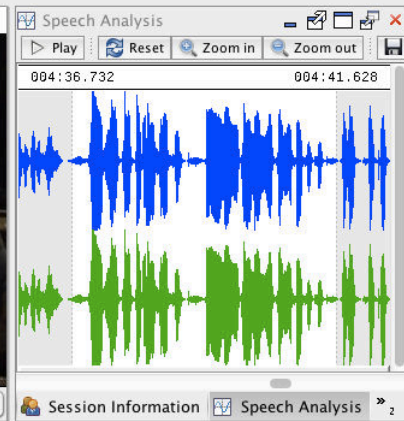 Speech Analysis
Play Reset Zoom in Zoom out
004:36.732 004:41.628
Session Information Speech Analysis » 2